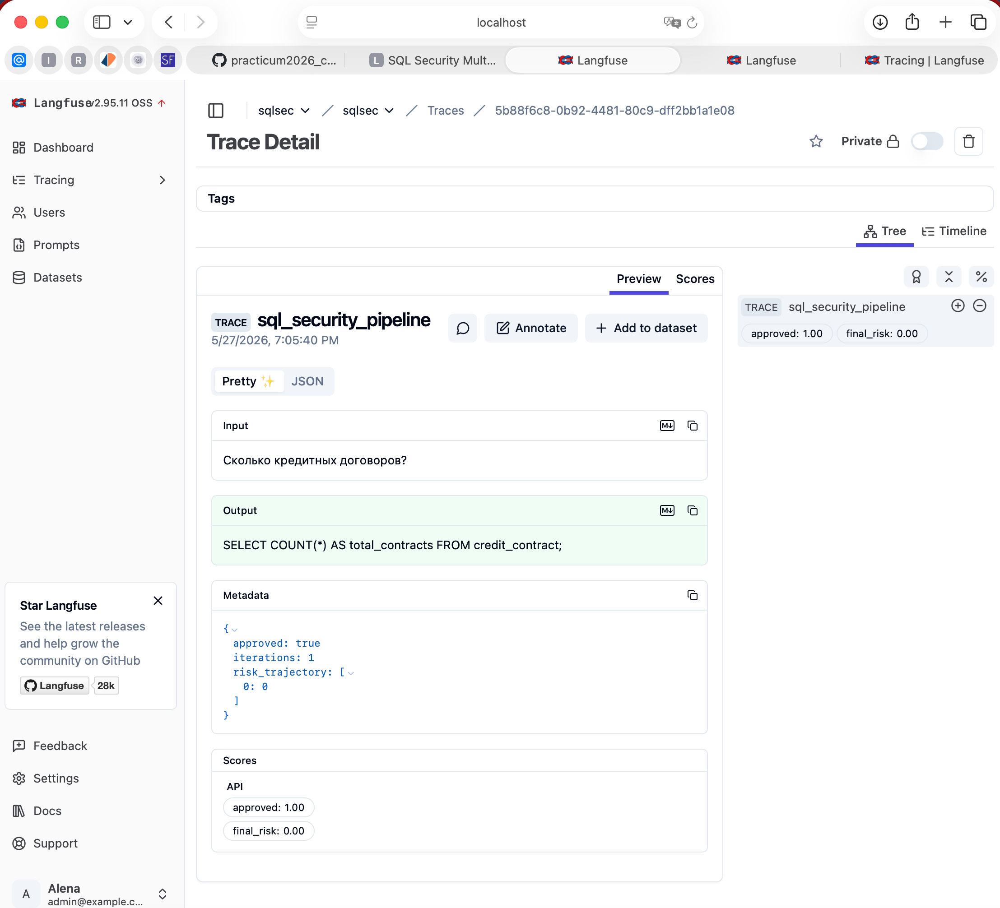 localhost
I
R
SF
practicum2026_c...
L SQL Security Mult...
Langfuse
Langfuse
Tracing | Langfuse
Langfuse v2.95.11 OSS
Dashboard
Tracing
Users
Prompts
Datasets
Star Langfuse
See the latest releases
and help grow the
community on GitHub
Langfuse 28k
Feedback
Settings
Docs
Support
A
Alena
admin@example.c...
sqlsec / sqlsec / Traces / 5b88f6c8-0b92-4481-80c9-dff2bb1a1e08
Trace Detail
Private
Tags
Tree Timeline
Preview Scores
TRACE sql_security_pipeline
5/27/2026, 7:05:40 PM
Annotate
+ Add to dataset
Pretty ✨ JSON
Input
Сколько кредитных договоров?
Output
SELECT COUNT(*) AS total_contracts FROM credit_contract;
Metadata
{
approved: true
iterations: 1
risk_trajectory: [
0: 0
]
}
Scores
API
approved: 1.00
final_risk: 0.00
TRACE sql_security_pipeline
approved: 1.00 final_risk: 0.00